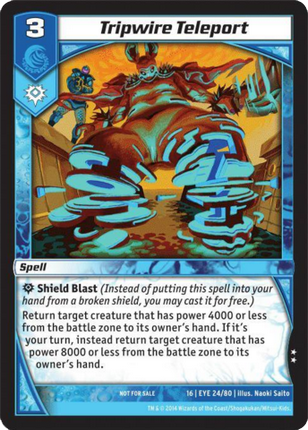 3
Tripwire Teleport
Spell
Shield Blast (Instead of putting this spell into your
hand from a broken shield, you may cast it for free.)
Return target creature that has power 4000 or less
from the battle zone to its owner's hand. If it's
your turn, instead return target creature that has
power 8000 or less from the battle zone to its
owner's hand.
NOT FOR SALE
16 | EYE 24/80 | illus. Naoki Saito
TM & © 2014 Wizards of the Coast/Shogakukan/Mitsui-Kids.